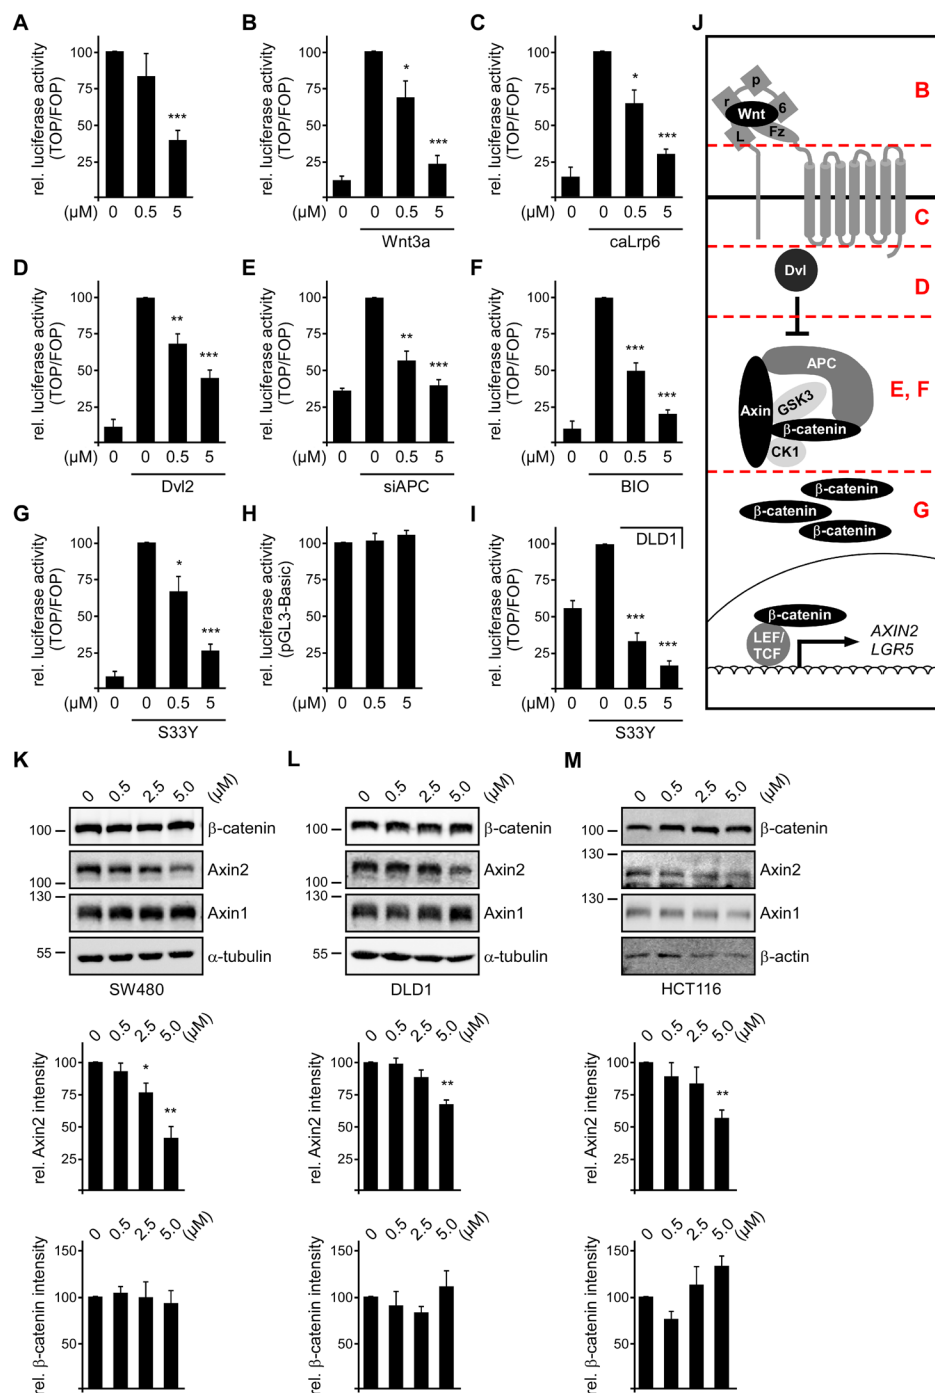 A
rel. luciferase activity
(TOP/FOP)
100
75
50
25
***
(µM) 0 0.5 5
B
rel. luciferase activity
(TOP/FOP)
100
75
50
25
*
***
0 0 0.5 5
(µM)
Wnt3a
C
rel. luciferase activity
(TOP/FOP)
100
75
50
25
*
***
(µM) 0 0 0.5 5
caLrp6
D
rel. luciferase activity
(TOP/FOP)
100
75
50
25
**
***
(µM) 0 0 0.5 5
Dvl2
E
rel. luciferase activity
(TOP/FOP)
100
75
50
25
**
***
(µM) 0 0 0.5 5
siAPC
F
rel. luciferase activity
(TOP/FOP)
100
75
50
25
***
***
(µM) 0 0 0.5 5
BIO
G
rel. luciferase activity
(TOP/FOP)
100
75
50
25
*
***
(µM) 0 0 0.5 5
S33Y
H
rel. luciferase activity
(pGL3-Basic)
100
75
50
25
(µM) 0 0.5 5
I
rel. luciferase activity
(TOP/FOP)
100
75
50
25
DLD1
***
***
(µM) 0 0 0.5 5
S33Y
J
L r p 6
Wnt
Fz
B
C
Dvl
D
APC
Axin
GSK3
β-catenin
CK1
E, F
β-catenin
β-catenin
β-catenin
G
β-catenin
LEF/
TCF
AXIN2
LGR5
K
0 0.5 2.5 5.0 (µM)
100
β-catenin
100
Axin2
130
Axin1
55
α-tubulin
SW480
0 0.5 2.5 5.0 (µM)
rel. Axin2 intensity
100
75
50
25
*
**
0 0.5 2.5 5.0 (µM)
rel. β-catenin intensity
150
100
50
L
0 0.5 2.5 5.0 (µM)
100
β-catenin
100
Axin2
130
Axin1
55
α-tubulin
DLD1
0 0.5 2.5 5.0 (µM)
rel. Axin2 intensity
100
75
50
25
**
0 0.5 2.5 5.0 (µM)
rel. β-catenin intensity
150
100
50
M
0 0.5 2.5 5.0 (µM)
100
β-catenin
130
Axin2
130
Axin1
55
β-actin
HCT116
0 0.5 2.5 5.0 (µM)
rel. Axin2 intensity
100
75
50
25
**
0 0.5 2.5 5.0 (µM)
rel. β-catenin intensity
150
100
50